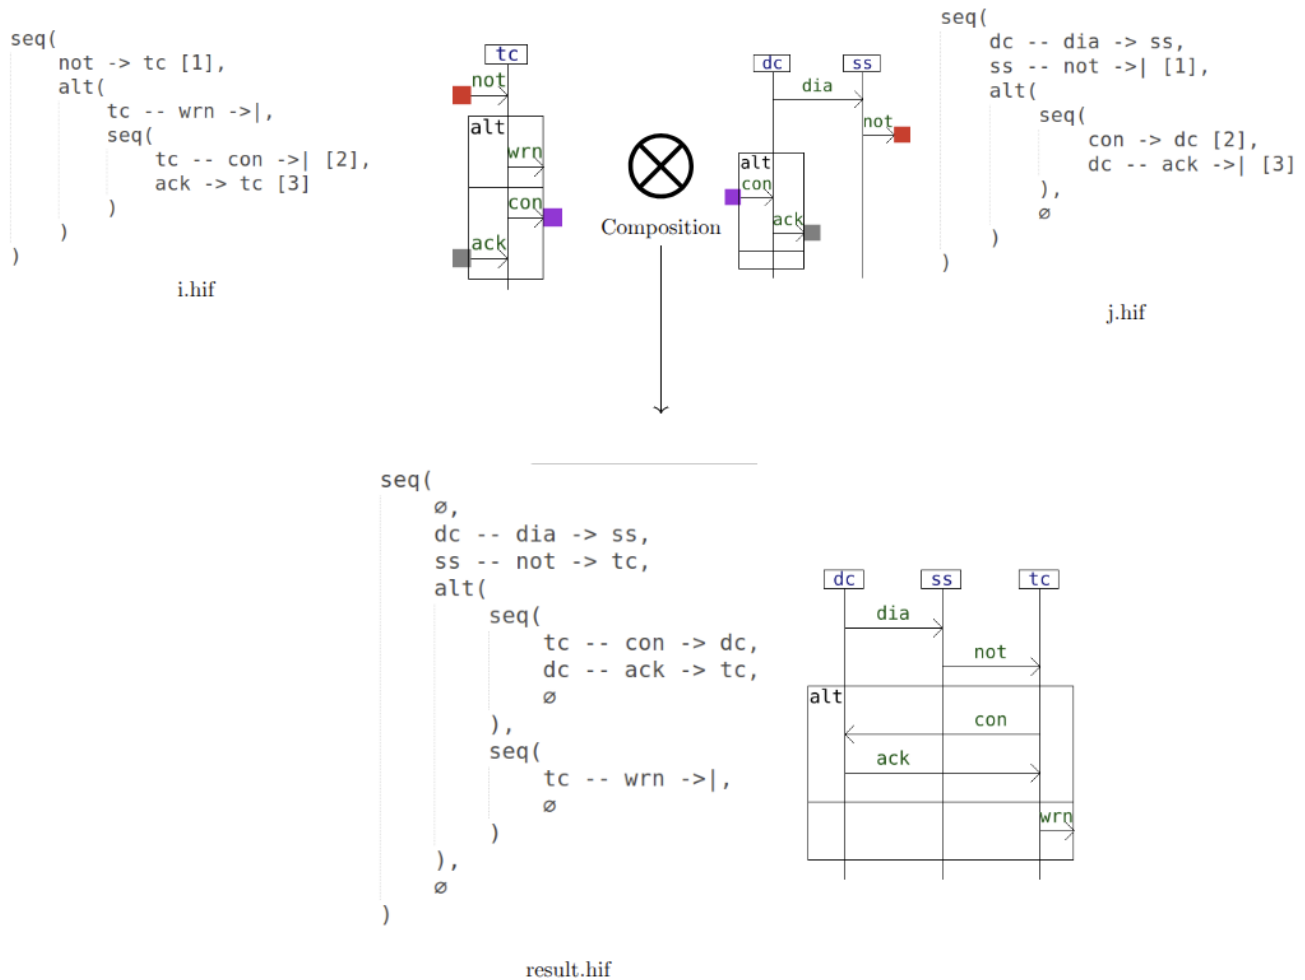 seq(
not -> tc [1],
alt(
tc -- wrn ->|,
seq(
tc -- con ->| [2],
ack -> tc [3]
)
)
)
i.hif
tc
not
alt
wrn
con
ack
Composition
dc
ss
dia
not
alt
con
ack
seq(
dc -- dia -> ss,
ss -- not ->| [1],
alt(
seq(
con -> dc [2],
dc -- ack ->| [3]
),
∅
)
)
j.hif
seq(
∅,
dc -- dia -> ss,
ss -- not -> tc,
alt(
seq(
tc -- con -> dc,
dc -- ack -> tc,
∅
),
seq(
tc -- wrn ->|,
∅
)
),
∅
)
result.hif
dc
ss
tc
dia
not
alt
con
ack
wrn